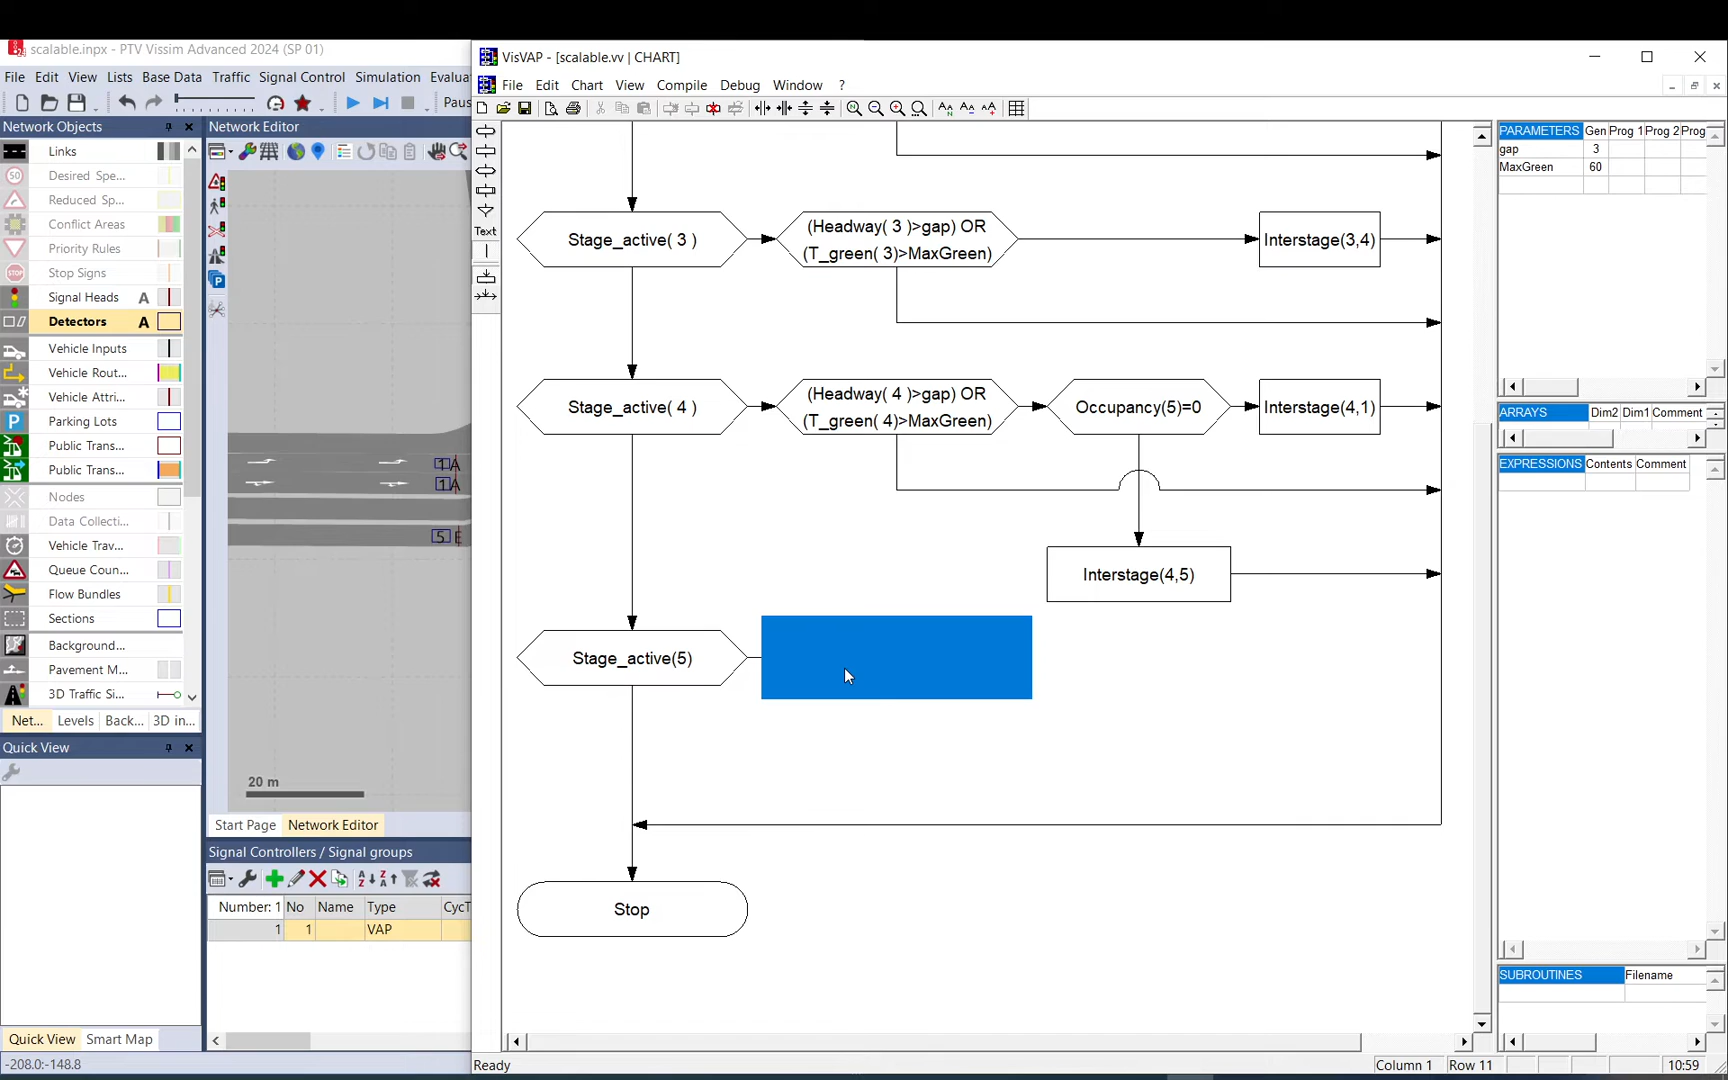 scalable.inpx - PTV Vissim Advanced 2024 (SP 01)
File Edit View Lists Base Data Traffic Signal Control Simulation Evalua
Paus
Network Objects
Links
Desired Spe...
Reduced Sp...
Conflict Areas
Priority Rules
Stop Signs
Signal Heads A
Detectors A
Vehicle Inputs
Vehicle Rout...
Vehicle Attri...
Parking Lots
Public Trans...
Public Trans...
Nodes
Data Collecti...
Vehicle Trav...
Queue Coun...
Flow Bundles
Sections
Background...
Pavement M...
3D Traffic Si...
Net... Levels Back... 3D in...
Quick View
Quick View Smart Map
-208.0:-148.8
Network Editor
1 A
1 A
5 E
20 m
Start Page Network Editor
Signal Controllers / Signal groups
Number: 1 No Name Type CycT
1 1 VAP
VisVAP - [scalable.vv | CHART]
File Edit Chart View Compile Debug Window ?
Text
Stage_active( 3 )
(Headway( 3 )>gap) OR
(T_green( 3)>MaxGreen)
Interstage(3,4)
Stage_active( 4 )
(Headway( 4 )>gap) OR
(T_green( 4)>MaxGreen)
Occupancy(5)=0
Interstage(4,1)
Interstage(4,5)
Stage_active(5)
Stop
Ready
Column 1 Row 11 10:59
PARAMETERS Gen Prog 1 Prog 2 Prog
gap 3
MaxGreen 60
ARRAYS Dim2 Dim1 Comment
EXPRESSIONS Contents Comment
SUBROUTINES Filename